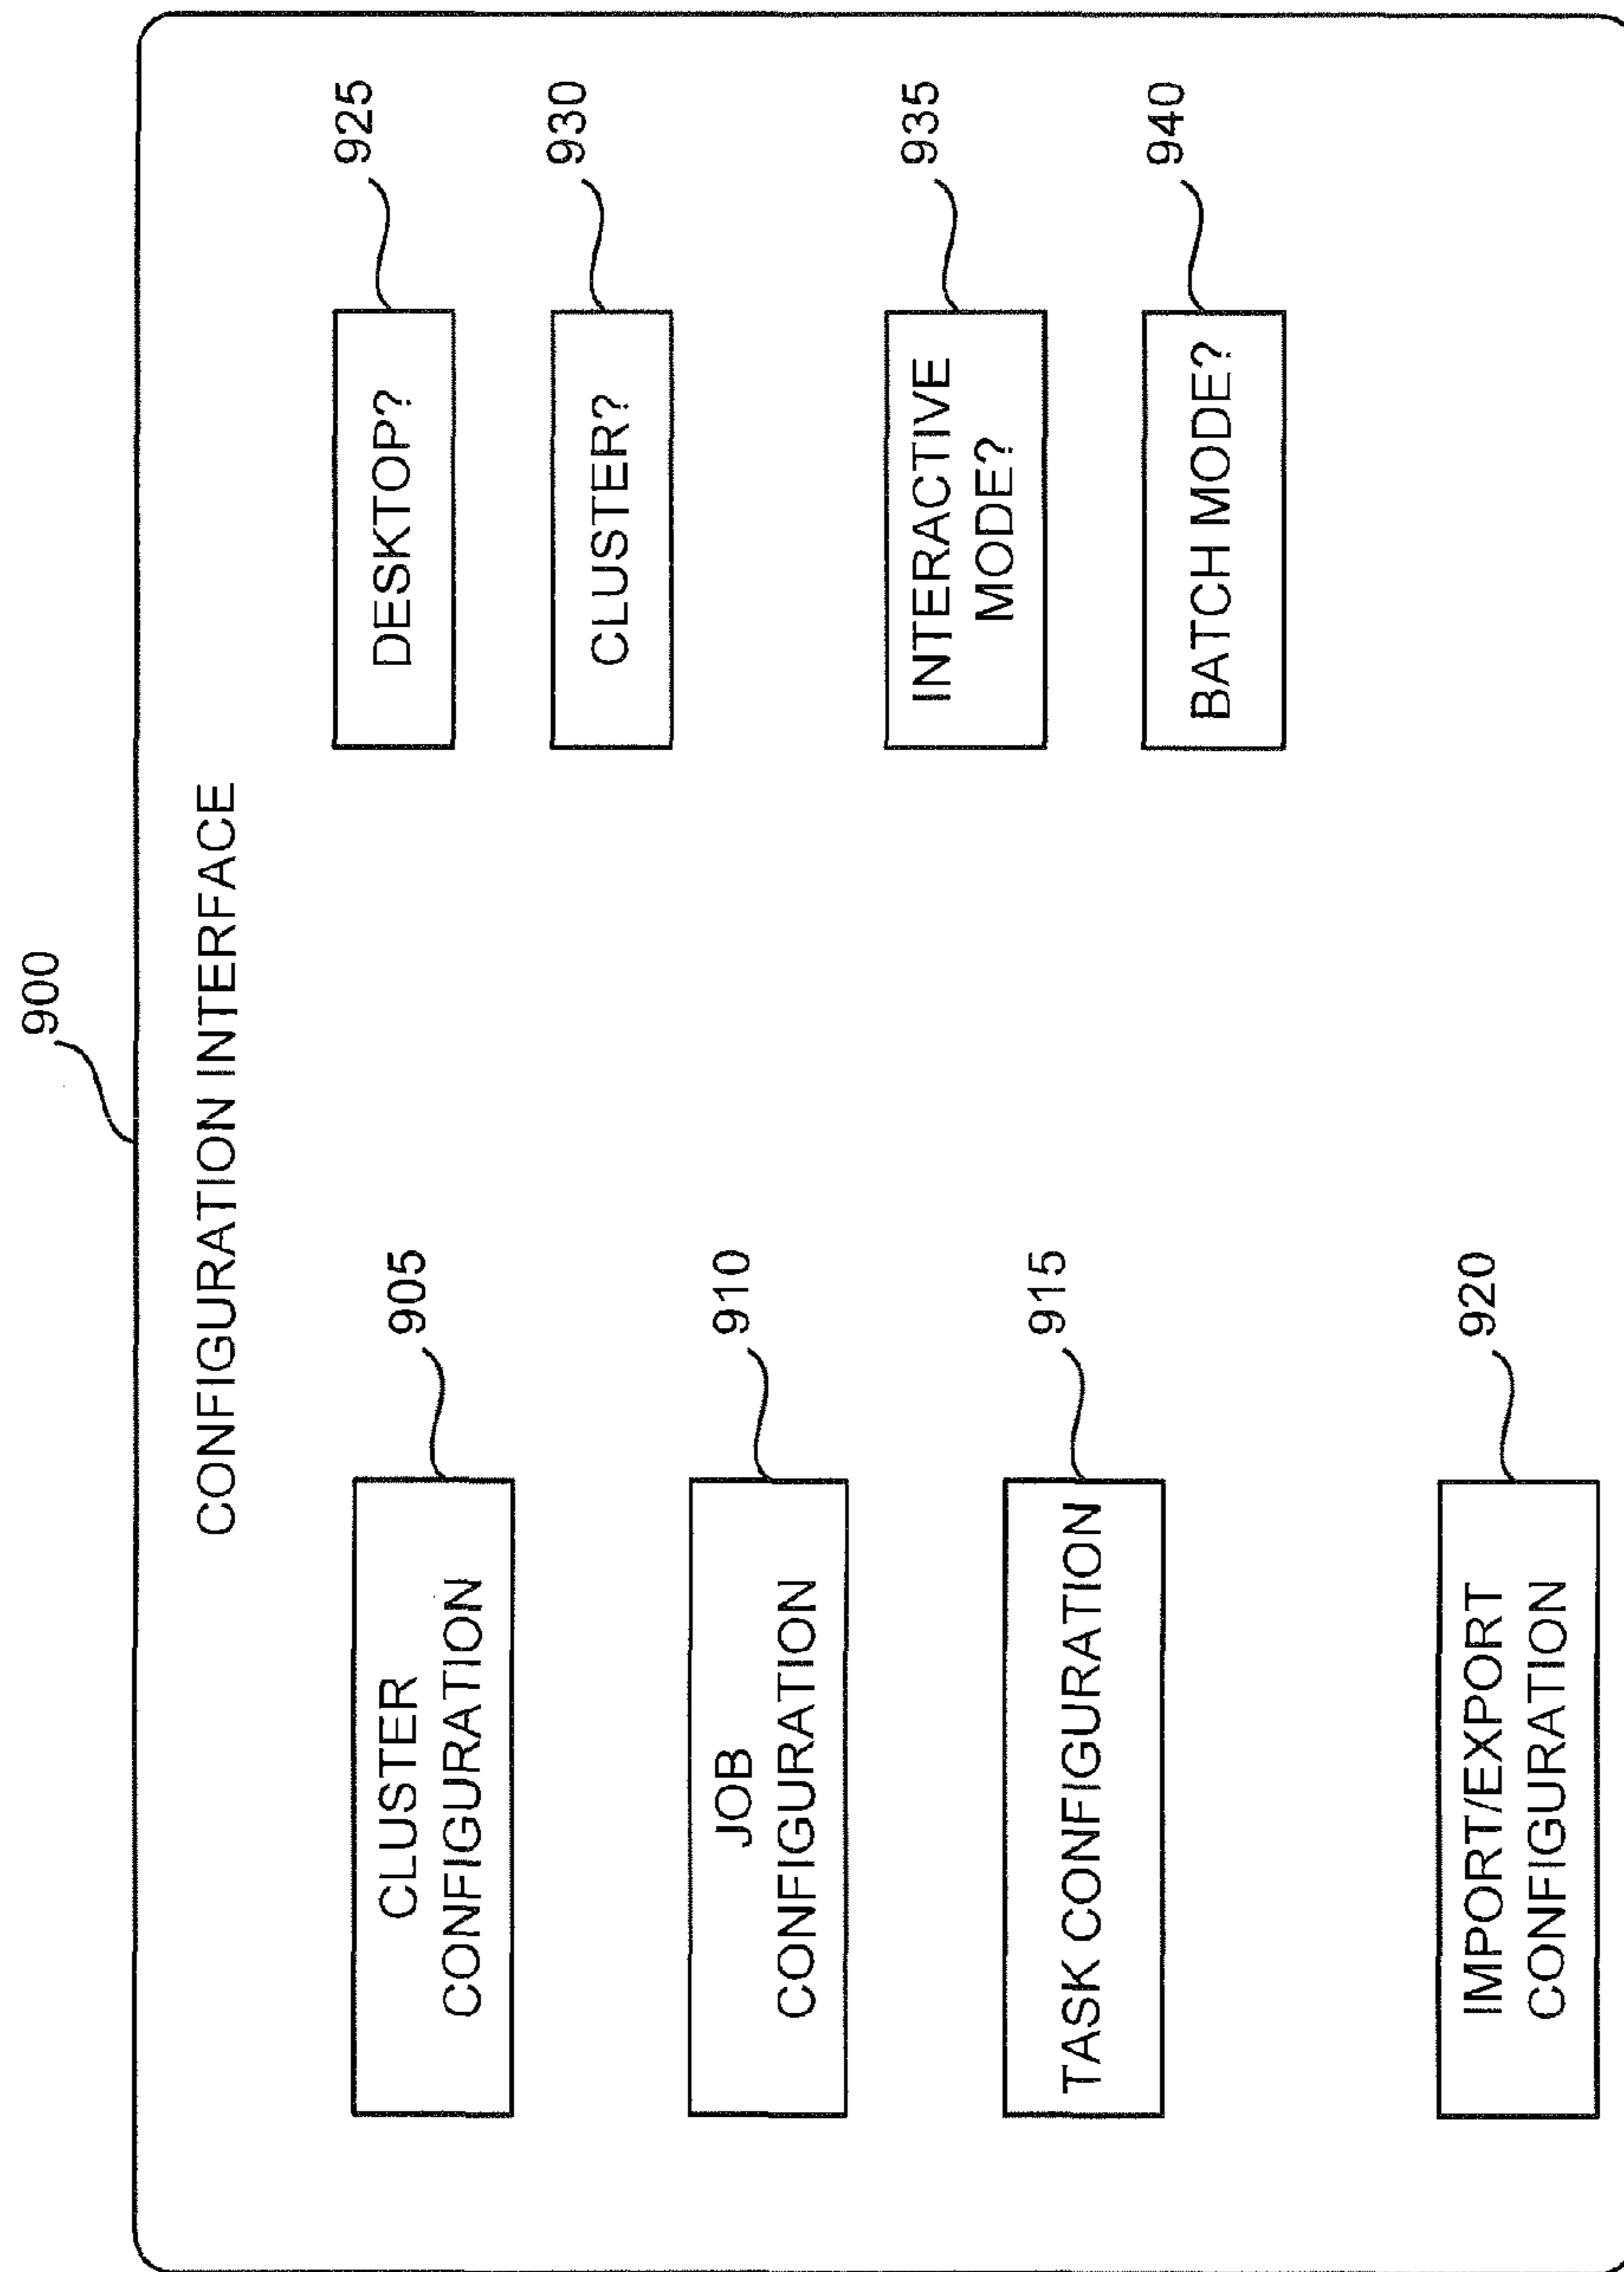 900
CONFIGURATION INTERFACE
CLUSTER
CONFIGURATION
905
JOB
CONFIGURATION
910
TASK CONFIGURATION
915
IMPORT/EXPORT
CONFIGURATION
920
DESKTOP?
925
CLUSTER?
930
INTERACTIVE
MODE?
935
BATCH MODE?
940